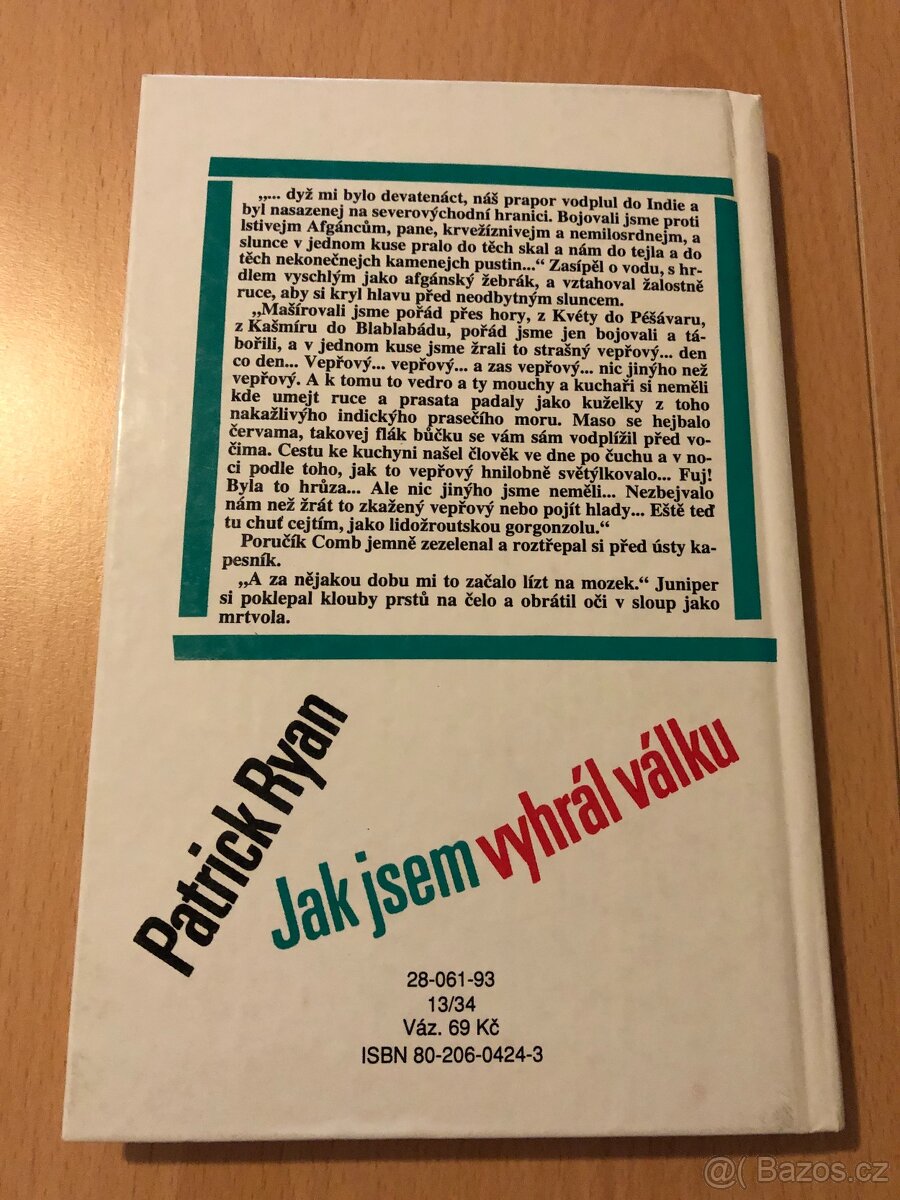 „... dyž mi bylo devatenáct, náš prapor vodplul do Indie a
byl nasazenej na severovýchodní hranici. Bojovali jsme proti
lstivejm Afgáncům, pane, krvežíznivejm a nemilosrdnejm, a
slunce v jednom kuse pralo do těch skal a nám do tejla a do
těch nekonečnejch kamenejch pustin...“ Zasípěl o vodu, s hr-
dlem vyschlým jako afgánský žebrák, a vztahoval žalostně
ruce, aby si kryl hlavu před neodbytným sluncem.
„Mašírovali jsme pořád přes hory, z Kvéty do Péšávaru,
z Kašmíru do Blablabádu, pořád jsme jen bojovali a tá-
bořili, a v jednom kuse jsme žrali to strašný vepřový... den
co den... Vepřový... vepřový... a zas vepřový... nic jinýho než
vepřový. A k tomu to vedro a ty mouchy a kuchaři si neměli
kde umejt ruce a prasata padaly jako kuželky z toho
nakažlivýho indickýho prasečího moru. Maso se hejbalo
červama, takovej flák bůčku se vám sám vodplížil před vo-
čima. Cestu ke kuchyni našel člověk ve dne po čuchu a v no-
ci podle toho, jak to vepřový hnilobně světýlkovalo... Fuj!
Byla to hrůza... Ale nic jinýho jsme neměli... Nezbejvalo
nám než žrát to zkažený vepřový nebo pojít hlady... Eště teď
tu chuť cejtím, jako lidožroutskou gorgonzolu.“
Poručík Comb jemně zezelenal a roztřepal si před ústy ka-
pesník.
„A za nějakou dobu mi to začalo lízt na mozek.“ Juniper
si poklepal klouby prstů na čelo a obrátil oči v sloup jako
mrtvola.
Patrick Ryan
Jak jsem vyhrál válku
28-061-93
13/34
Váz. 69 Kč
ISBN 80-206-0424-3
@( Bazos.cz